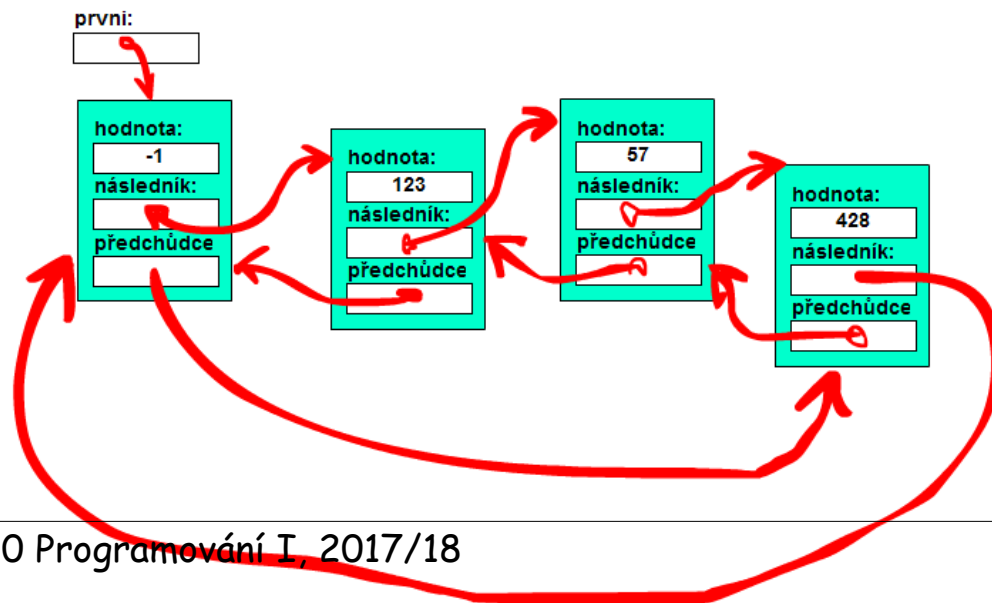 prvni:
hodnota:
-1
následník:
předchůdce
hodnota:
123
následník:
předchůdce
hodnota:
57
následník:
předchůdce
hodnota:
428
následník:
předchůdce
0 Programování I, 2017/18